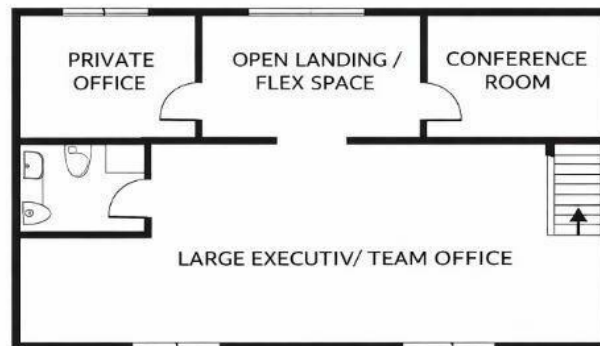 PRIVATE
OFFICE
OPEN LANDING /
FLEX SPACE
CONFERENCE
ROOM
LARGE EXECUTIV/ TEAM OFFICE